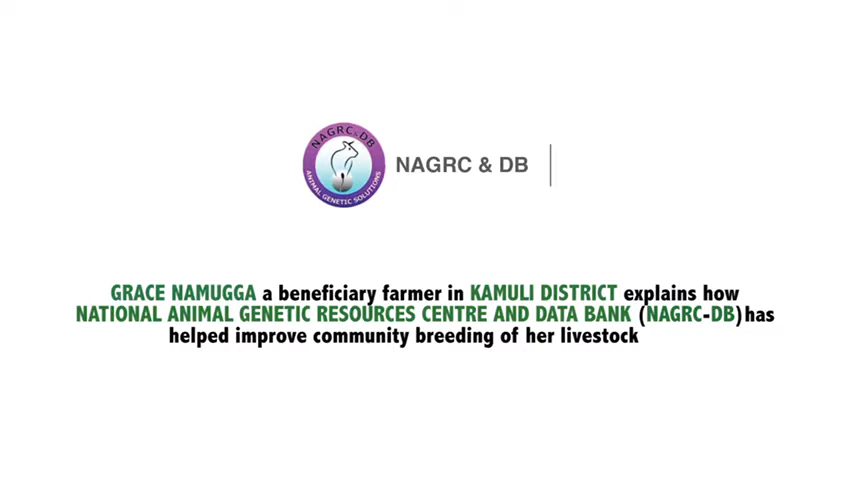 NAGRC & DB
ANIMAL GENETIC SOLUTIONS
NAGRC & DB
GRACE NAMUGGA a beneficiary farmer in KAMULI DISTRICT explains how
NATIONAL ANIMAL GENETIC RESOURCES CENTRE AND DATA BANK (NAGRC-DB)has
helped improve community breeding of her livestock